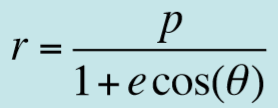 r = p / (1 + e cos(θ))